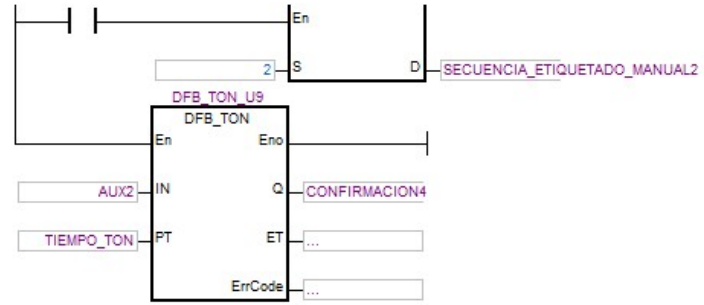 En
2 S D SECUENCIA_ETIQUETADO_MANUAL2
DFB_TON_U9
DFB_TON
En Eno
AUX2 IN Q CONFIRMACION4
TIEMPO_TON PT ET ...
ErrCode ...